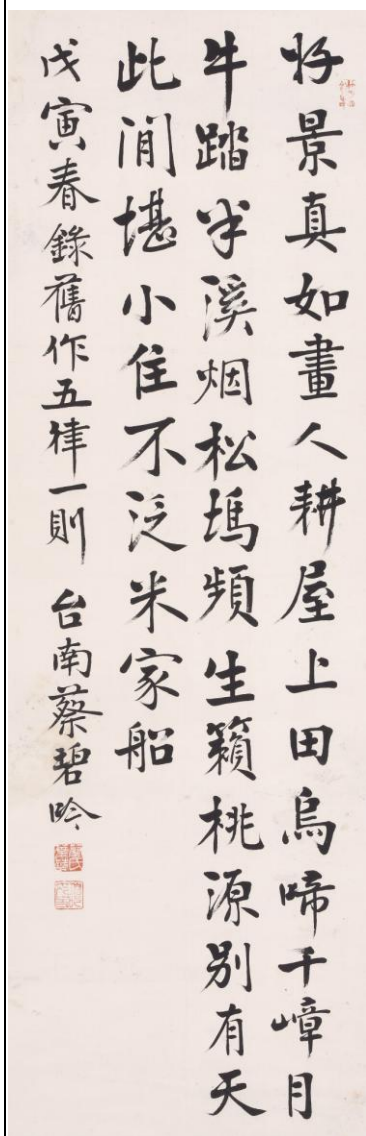 好景真如畫人耕屋上田烏啼千嶂月
牛踏半溪烟松塢頻生籟桃源別有天
此間堪小住不泛米家船
戊寅春錄舊作五律一則 台南蔡碧吟